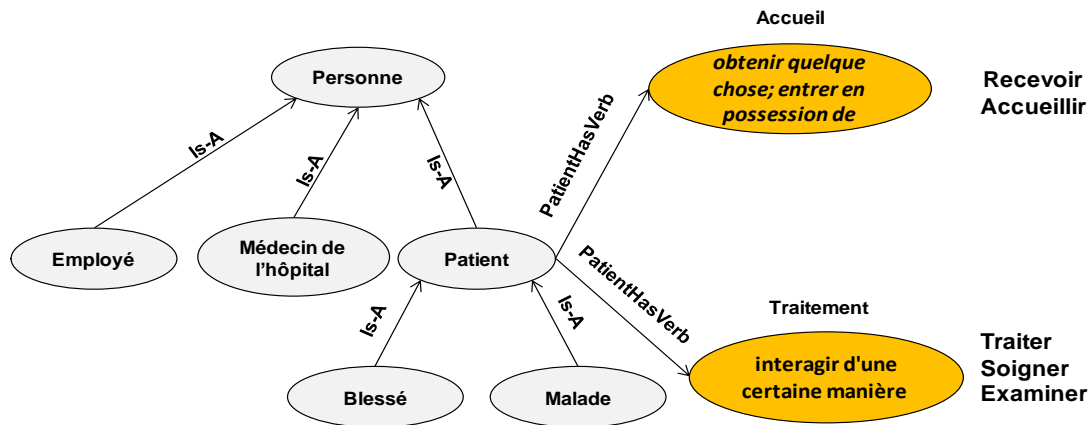 Accueil
obtenir quelque
chose; entrer en
possession de
Recevoir
Accueillir
Personne
Is-A
Is-A
Is-A
PatientHasVerb
Employé
Médecin de
l'hôpital
Patient
PatientHasVerb
Is-A
Is-A
Traitement
interagir d'une
certaine manière
Traiter
Soigner
Examiner
Blessé
Malade